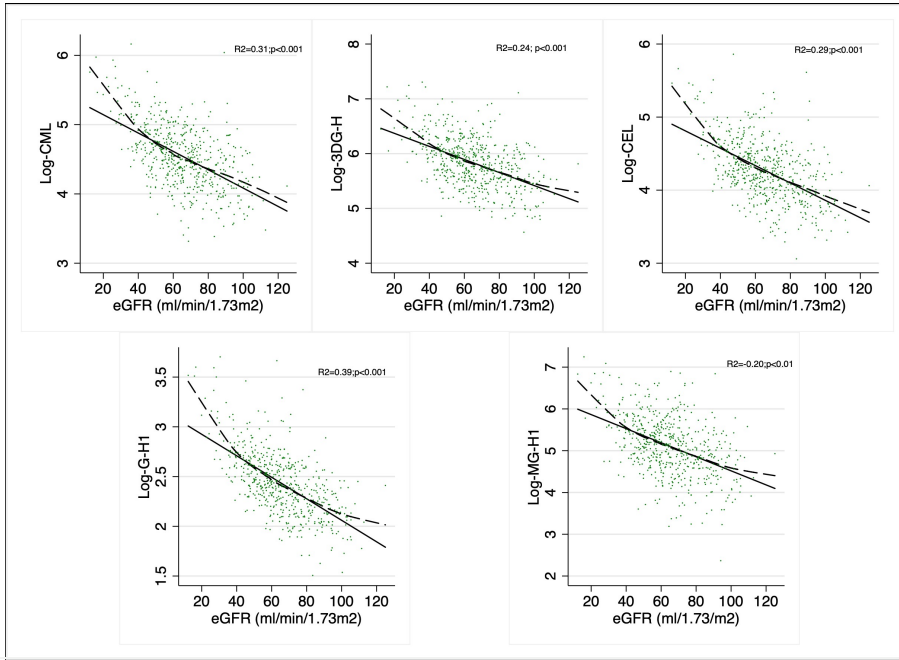 R2=0.31;p<0.001
Log-CML
6
5
4
3
20 40 60 80 100 120
eGFR (ml/min/1.73m2)
R2=0.24; p<0.001
Log-3DG-H
8
7
6
5
4
20 40 60 80 100 120
eGFR (ml/min/1.73m2)
R2=0.29;p<0.001
Log-CEL
6
5
4
3
20 40 60 80 100 120
eGFR (ml/min/1.73m2)
R2=0.39;p<0.001
Log-G-H1
3.5
3
2.5
2
1.5
20 40 60 80 100 120
eGFR (ml/1.73m2)
R2=-0.20;p<0.01
Log-MG-H1
7
6
5
4
3
2
20 40 60 80 100 120
eGFR (ml/1.73/m2)